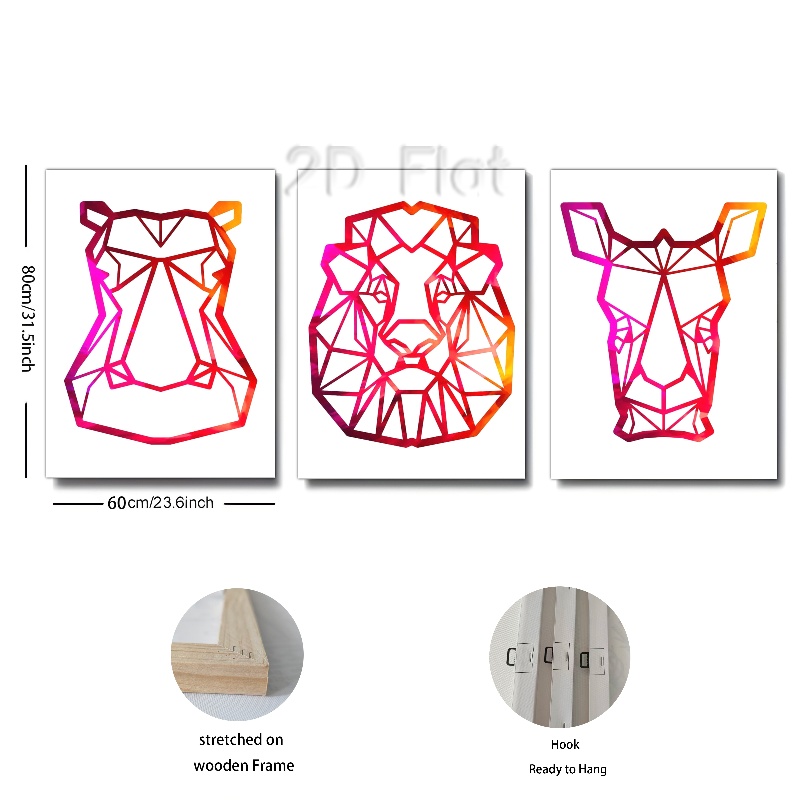 2D Flat
80cm/31.5inch
60cm/23.6inch
stretched on
wooden Frame
Hook
Ready to Hang